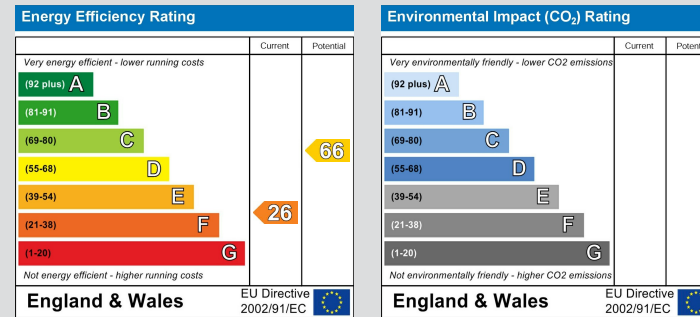 Energy Efficiency Rating
Current Potential
Very energy efficient - lower running costs
(92 plus) A
(81-91) B
(69-80) C
(55-68) D
(39-54) E
(21-38) F
(1-20) G
66
26
Not energy efficient - higher running costs
England & Wales
EU Directive
2002/91/EC
Environmental Impact (CO₂) Rating
Current Poten
Very environmentally friendly - lower CO2 emissions
(92 plus) A
(81-91) B
(69-80) C
(55-68) D
(39-54) E
(21-38) F
(1-20) G
Not environmentally friendly - higher CO2 emissions
England & Wales
EU Directive
2002/91/EC